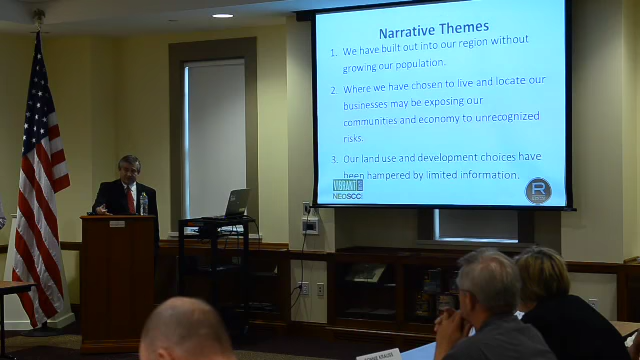 Narrative Themes
1. We have built out into our region without
growing our population.
2. Where we have chosen to live and locate our
businesses may be exposing our
communities and economy to unrecognized
risks.
3. Our land use and development choices have
been hampered by limited information.
VIBRANT
NEOSCC
R